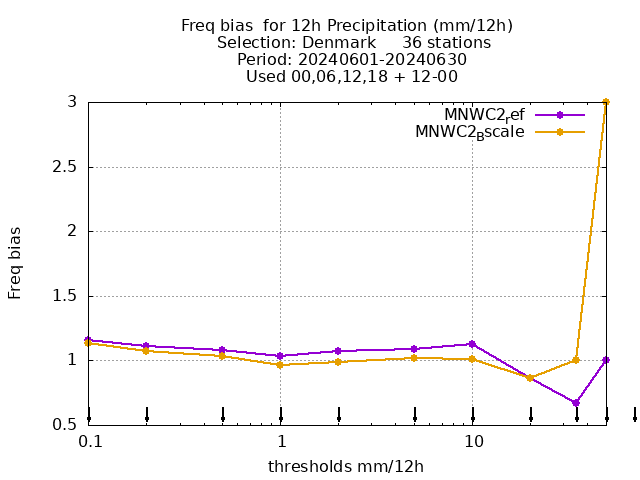 Freq bias  for 12h Precipitation (mm/12h)
Selection: Denmark     36 stations
Period: 20240601-20240630
Used 00,06,12,18 + 12-00
MNWC2ref
MNWC2Bscale
3
2.5
2
1.5
1
0.5
Freq bias
0.1 1 10
thresholds mm/12h